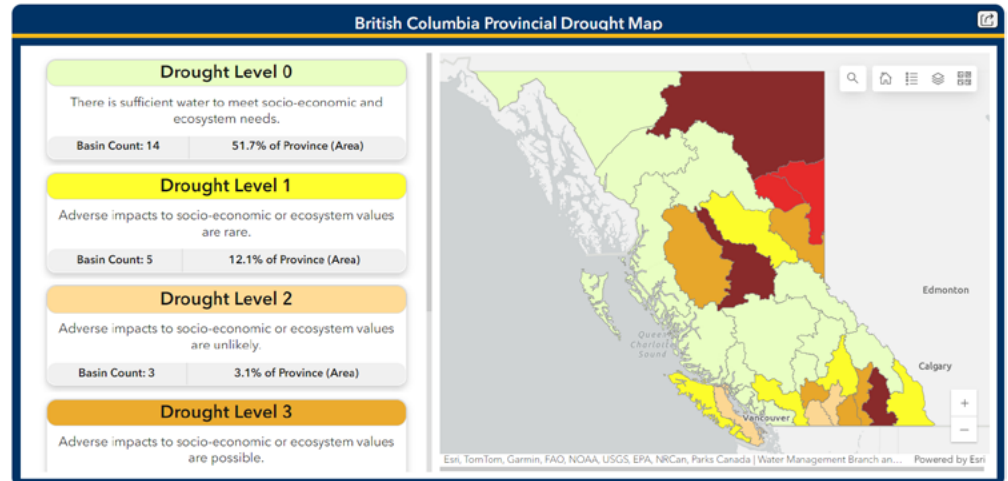 British Columbia Provincial Drought Map
Drought Level 0
There is sufficient water to meet socio-economic and
ecosystem needs.
Basin Count: 14
51.7% of Province (Area)
Drought Level 1
Adverse impacts to socio-economic or ecosystem values
are rare.
Basin Count: 5
12.1% of Province (Area)
Drought Level 2
Adverse impacts to socio-economic or ecosystem values
are unlikely.
Basin Count: 3
3.1% of Province (Area)
Drought Level 3
Adverse impacts to socio-economic or ecosystem values
are possible.
Edmonton
Queen
Charlotte
Sound
Calgary
Vancouver
+
−
Esri, TomTom, Garmin, FAO, NOAA, USGS, EPA, NRCan, Parks Canada | Water Management Branch an...
Powered by Esri